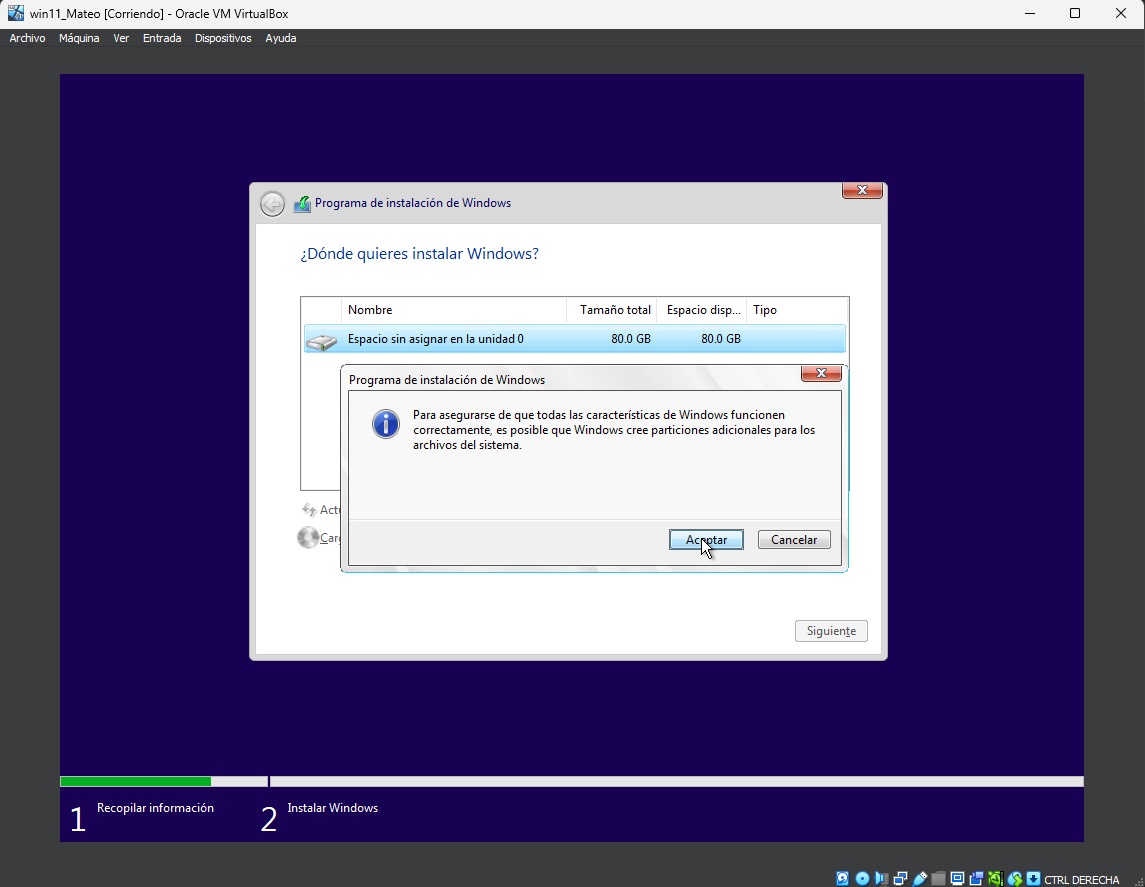 win11_Mateo [Corriendo] - Oracle VM VirtualBox
Archivo Máquina Ver Entrada Dispositivos Ayuda
Programa de instalación de Windows
¿Dónde quieres instalar Windows?
Nombre Tamaño total Espacio disp... Tipo
Espacio sin asignar en la unidad 0 80.0 GB 80.0 GB
Programa de instalación de Windows
Para asegurarse de que todas las características de Windows funcionen
correctamente, es posible que Windows cree particiones adicionales para los
archivos del sistema.
Actu
Carg
Aceptar Cancelar
Siguiente
1 Recopilar información 2 Instalar Windows
CTRL DERECHA